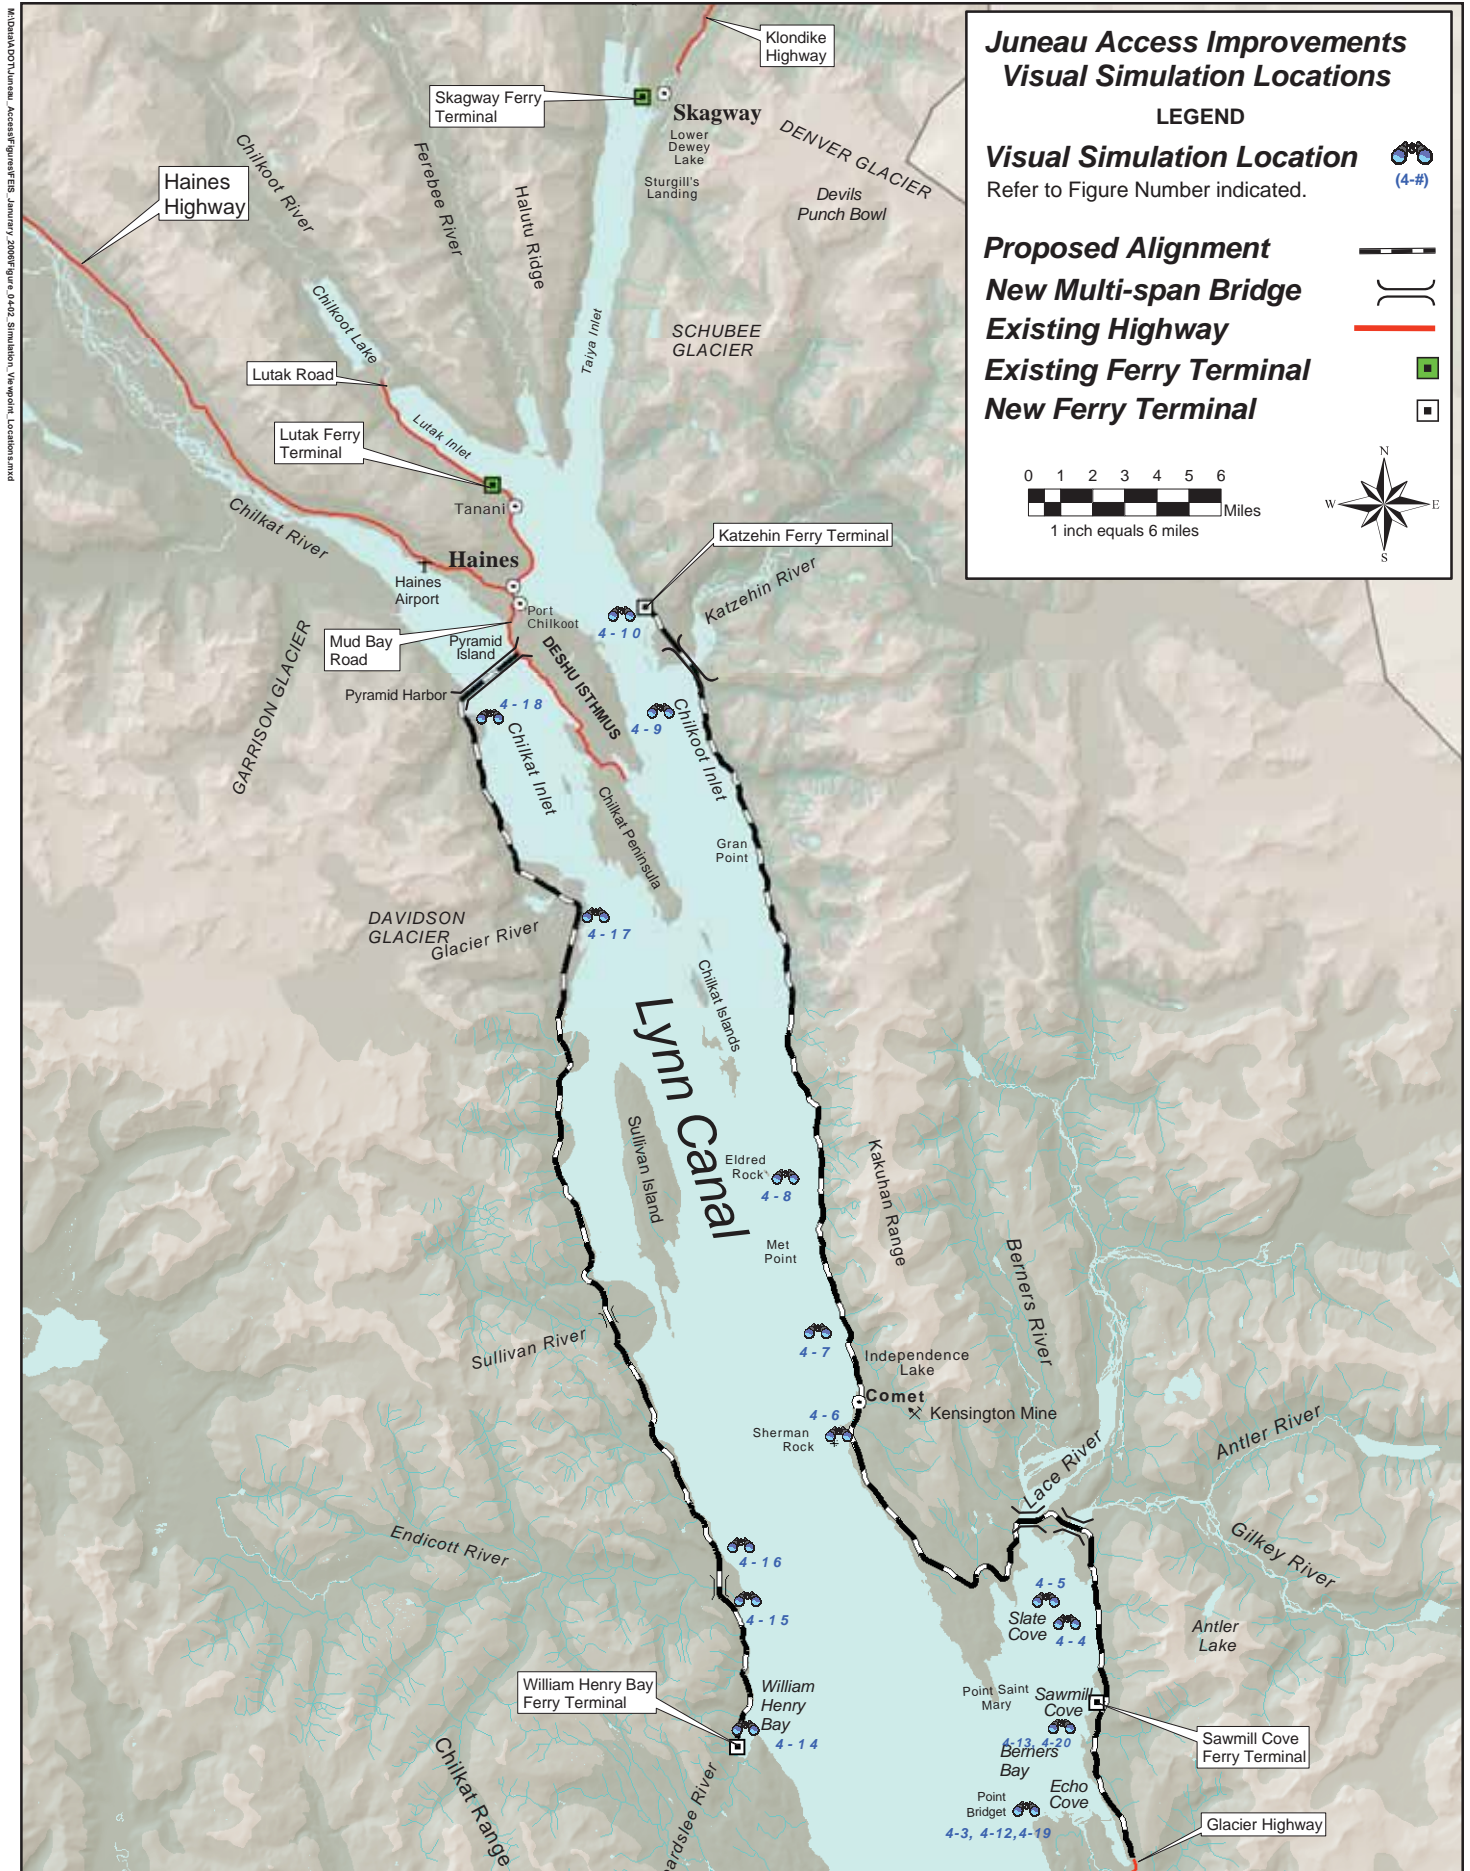 M:\Data\ADOT\Juneau_Access\Figures\FEIS_Janurary_2006\Figure_04-02_Simulation_Viewpoint_Locations.mxd
Juneau Access Improvements
Visual Simulation Locations
LEGEND
Visual Simulation Location
Refer to Figure Number indicated.
(4-#)
Proposed Alignment
New Multi-span Bridge
Existing Highway
Existing Ferry Terminal
New Ferry Terminal
0 1 2 3 4 5 6
Miles
1 inch equals 6 miles
N
W
E
S
Klondike
Highway
Skagway Ferry
Terminal
Skagway
Lower
Dewey
Lake
Sturgill's
Landing
DENVER GLACIER
Devils
Punch Bowl
Haines
Highway
Chilkoot River
Ferebee River
Halutu Ridge
Chilkoot Lake
Taiya Inlet
SCHUBEE
GLACIER
Lutak Road
Lutak Inlet
Lutak Ferry
Terminal
Tanani
Chilkat River
Haines
Haines
Airport
Port
Chilkoot
Katzehin Ferry Terminal
Katzehin River
4-10
Mud Bay
Road
Pyramid
Island
Pyramid Harbor
DESHU ISTHMUS
GARRISON GLACIER
4-18
4-9
Chilkat Inlet
Chilkoot Inlet
Chilkat Peninsula
Gran
Point
DAVIDSON
GLACIER
Glacier River
4-17
Chilkat Islands
Lynn Canal
Sullivan Island
Eldred
Rock
4-8
Kakuhan Range
Met
Point
Berners River
Sullivan River
4-7
Independence
Lake
Comet
Kensington Mine
4-6
Sherman
Rock
Lace River
Antler River
Gilkey River
Endicott River
4-16
4-15
4-5
Slate
Cove
4-4
Antler
Lake
William Henry Bay
Ferry Terminal
William
Henry
Bay
4-14
Point Saint
Mary
Sawmill
Cove
4-13, 4-20
Sawmill Cove
Ferry Terminal
Berners
Bay
Echo
Cove
Point
Bridget
4-3, 4-12,4-19
Glacier Highway
Chilkat Range
ardslee River